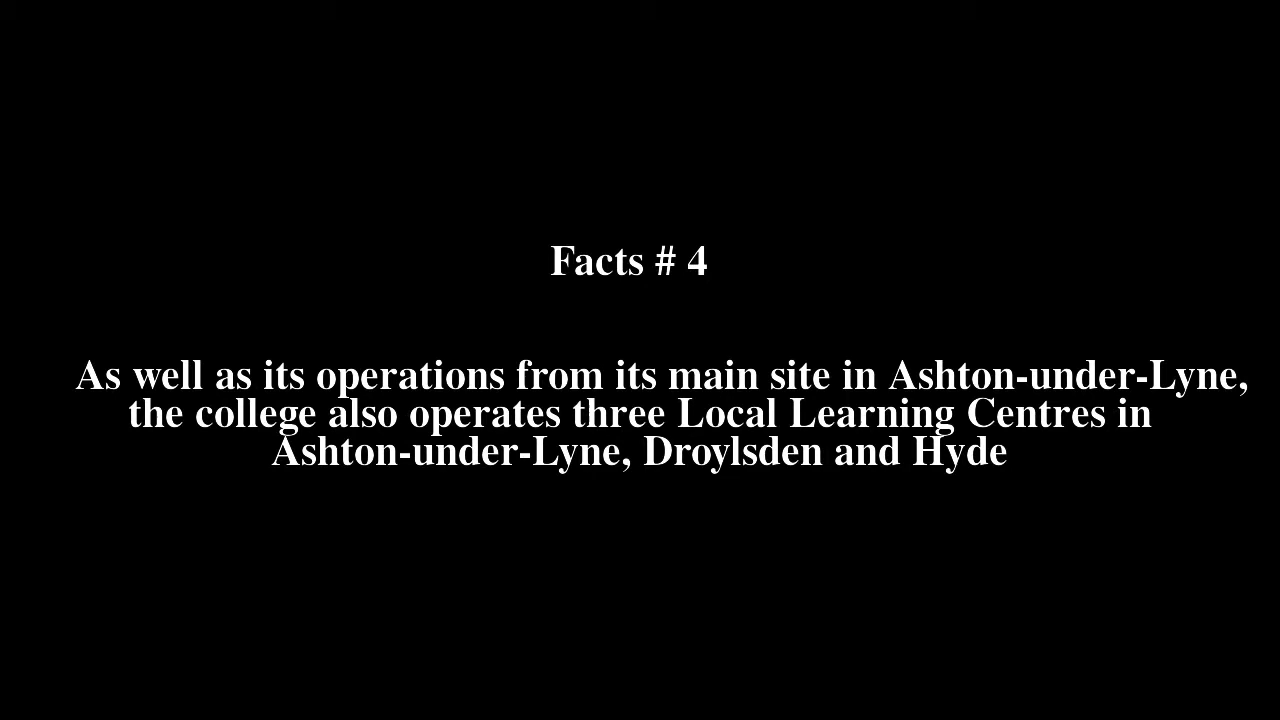 Facts # 4
As well as its operations from its main site in Ashton-under-Lyne,
the college also operates three Local Learning Centres in
Ashton-under-Lyne, Droylsden and Hyde